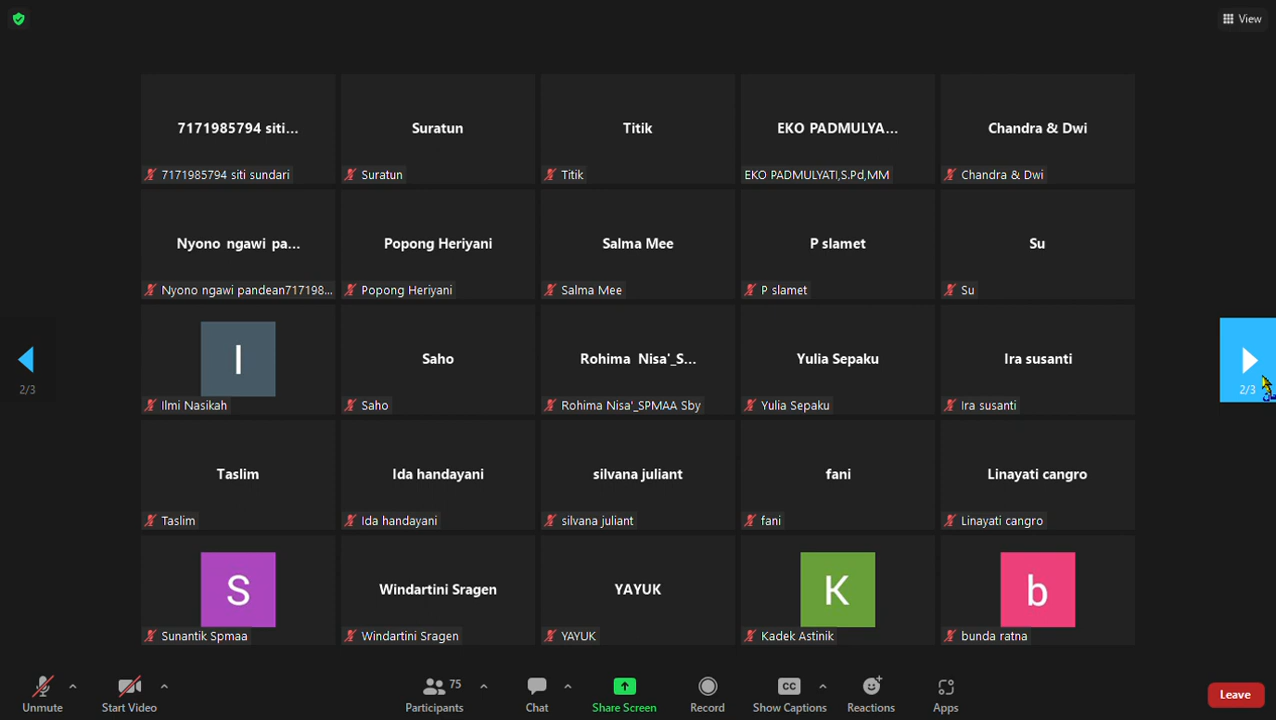 View
7171985794 siti...
Suratun
Titik
EKO PADMULYA...
Chandra & Dwi
7171985794 siti sundari
Suratun
Titik
EKO PADMULYATI,S.Pd,MM
Chandra & Dwi
Nyono ngawi pa...
Popong Heriyani
Salma Mee
P slamet
Su
Nyono ngawi pandean717198...
Popong Heriyani
Salma Mee
P slamet
Su
I
Saho
Rohima Nisa'_S...
Yulia Sepaku
Ira susanti
2/3
2/3
Ilmi Nasikah
Saho
Rohima Nisa'_SPMAA Sby
Yulia Sepaku
Ira susanti
Taslim
Ida handayani
silvana juliant
fani
Linayati cangro
Taslim
Ida handayani
silvana juliant
fani
Linayati cangro
S
Windartini Sragen
YAYUK
K
b
Sunantik Spmaa
Windartini Sragen
YAYUK
Kadek Astinik
bunda ratna
Unmute
Start Video
75
Participants
Chat
Share Screen
Record
CC
Show Captions
Reactions
Apps
Leave